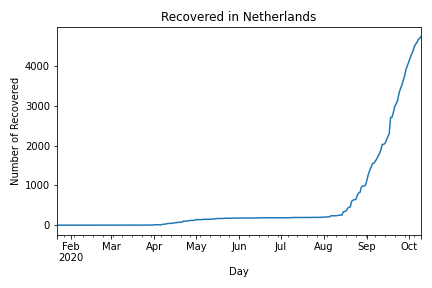 Recovered in Netherlands
Number of Recovered
4000
3000
2000
1000
0
Feb Mar Apr May Jun Jul Aug Sep Oct
2020
Day